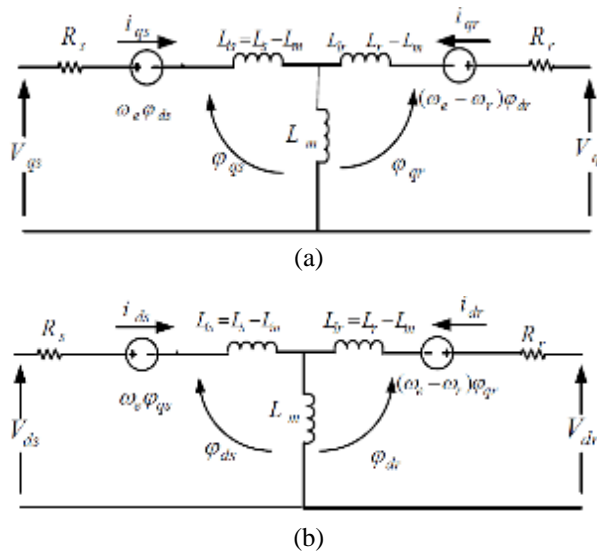 R_s i_qs L_ls = L_s − L_m L_lr L_r − L_m i_qr R_r
ω_e φ_ds (ω_e − ω_r)φ_dr
V_qs φ_qs L_m φ_qr V_q
(a)
R_s i_ds L_ls = L_s − L_m L_lr = L_r − L_m i_dr R_r
ω_e φ_qs (ω_e − ω_r)φ_qr
V_ds φ_ds L_m φ_dr V_dr
(b)